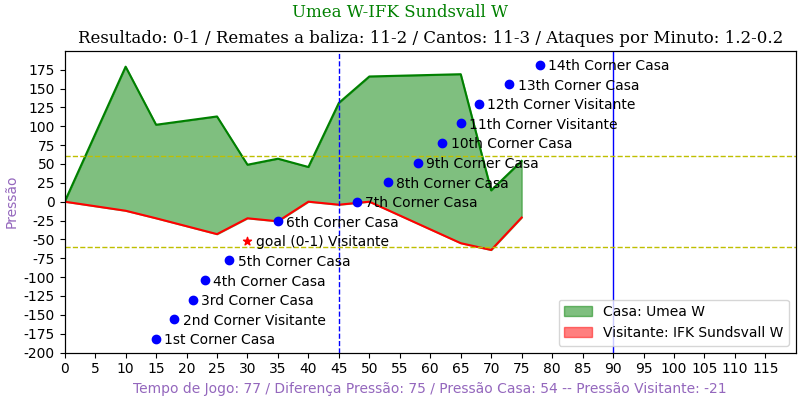 Umea W-IFK Sundsvall W
Resultado: 0-1 / Remates a baliza: 11-2 / Cantos: 11-3 / Ataques por Minuto: 1.2-0.2
175
150
125
100
75
50
25
0
-25
-50
-75
-100
-125
-150
-175
-200
Pressão
14th Corner Casa
13th Corner Casa
12th Corner Visitante
11th Corner Visitante
10th Corner Casa
9th Corner Casa
8th Corner Casa
7th Corner Casa
6th Corner Casa
goal (0-1) Visitante
5th Corner Casa
4th Corner Casa
3rd Corner Casa
2nd Corner Visitante
1st Corner Casa
Casa: Umea W
Visitante: IFK Sundsvall W
0 5 10 15 20 25 30 35 40 45 50 55 60 65 70 75 80 85 90 95 100 105 110 115
Tempo de Jogo: 77 / Diferença Pressão: 75 / Pressão Casa: 54 -- Pressão Visitante: -21